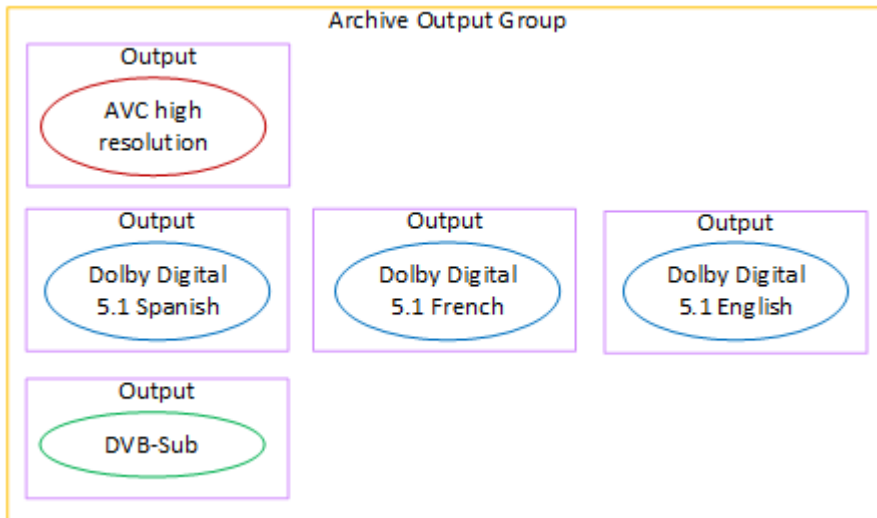 Archive Output Group
Output
AVC high
resolution
Output
Dolby Digital
5.1 Spanish
Output
Dolby Digital
5.1 French
Output
Dolby Digital
5.1 English
Output
DVB-Sub